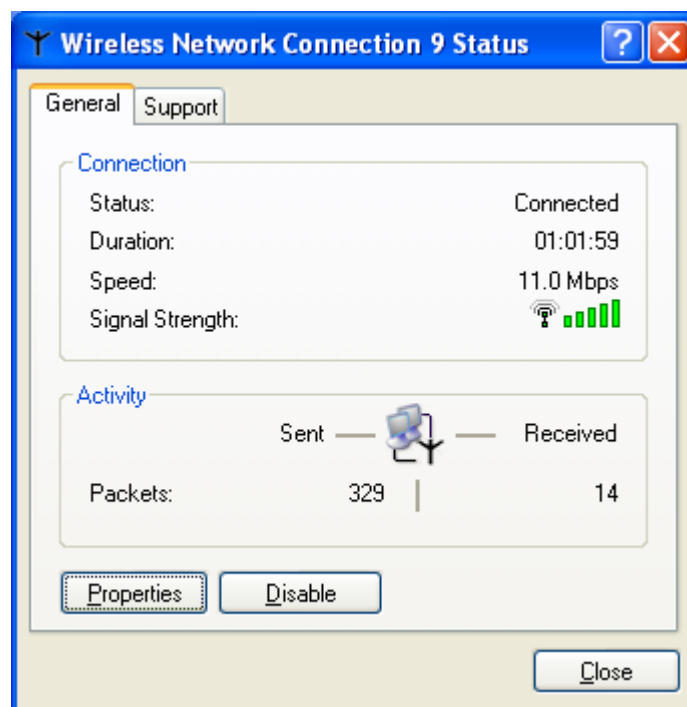 Wireless Network Connection 9 Status
General Support
Connection
Status: Connected
Duration: 01:01:59
Speed: 11.0 Mbps
Signal Strength:
Activity
Sent Received
Packets: 329 14
Properties Disable
Close